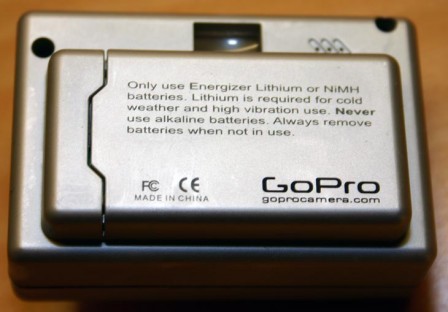 Only use Energizer Lithium or NiMH
batteries. Lithium is required for cold
weather and high vibration use. Never
use alkaline batteries. Always remove
batteries when not in use.
FC CE
MADE IN CHINA
GoPro
goprocamera.com